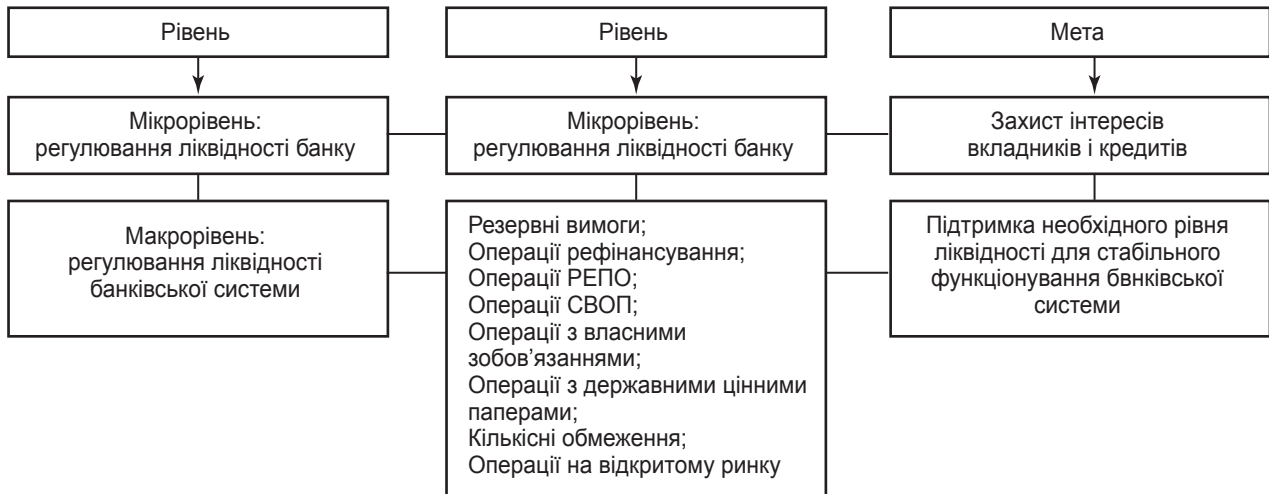 Рівень
Рівень
Мета
Мікрорівень:
регулювання ліквідності банку
Мікрорівень:
регулювання ліквідності банку
Захист інтересів
вкладників і кредитів
Макрорівень:
регулювання ліквідності
банківської системи
Резервні вимоги;
Операції рефінансування;
Операції РЕПО;
Операції СВОП;
Операції з власними
зобов’язаннями;
Операції з державними цінними
паперами;
Кількісні обмеження;
Операції на відкритого ринку
Підтримка необхідного рівня
ліквідності для стабільного
функціонування бвнківської
системи